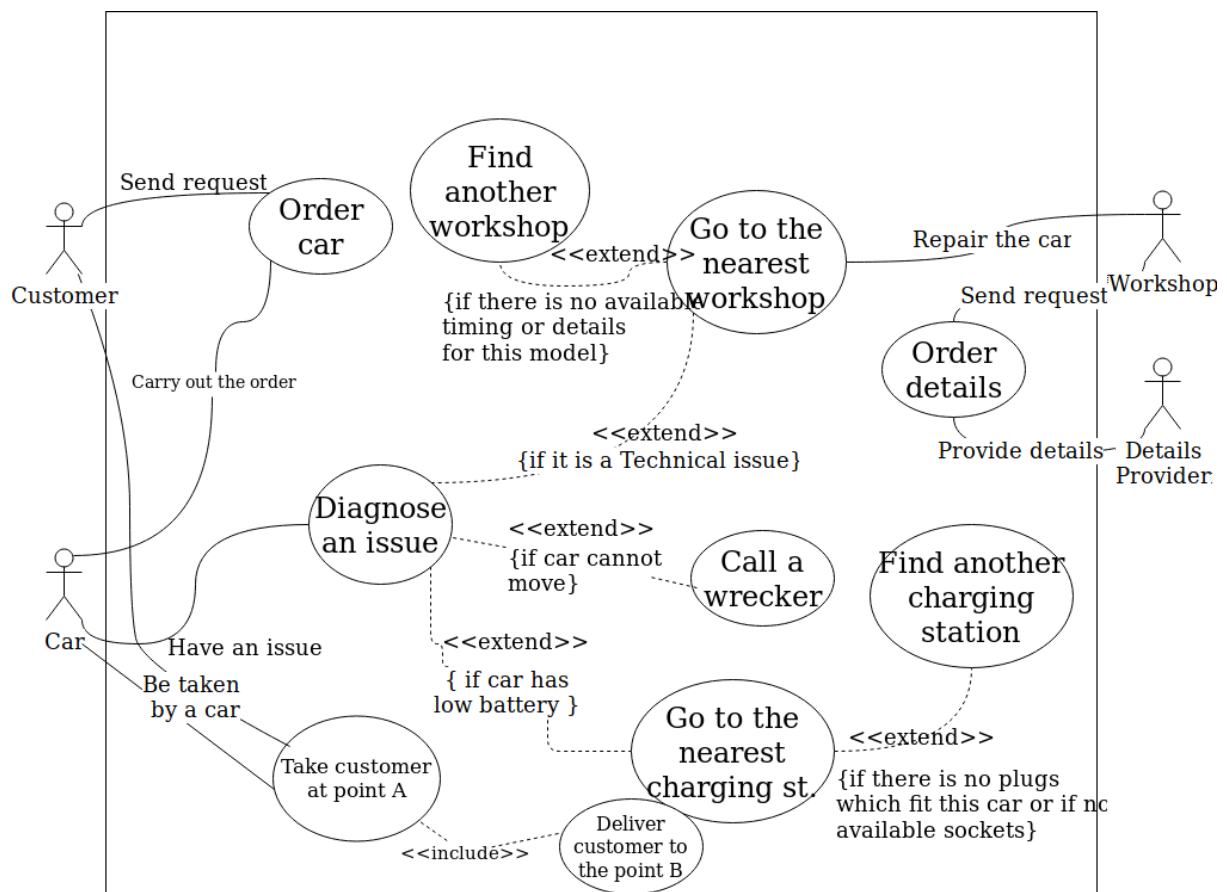 Find
another
workshop
Send request
Order
car
Customer
<<extend>>
Go to the
nearest
workshop
Repair the car
Workshop
{if there is no available
timing or details
for this model}
Send request
Order
details
Carry out the order
Provide details
Details
Provider
<<extend>>
{if it is a Technical issue}
Diagnose
an issue
<<extend>>
{if car cannot
move}
Call a
wrecker
Find another
charging
station
Car
Have an issue
<<extend>>
{ if car has
low battery }
Be taken
by a car
Go to the
nearest
charging st.
<<extend>>
{if there is no plugs
which fit this car or if no
available sockets}
Take customer
at point A
<<include>>
Deliver
customer to
the point B